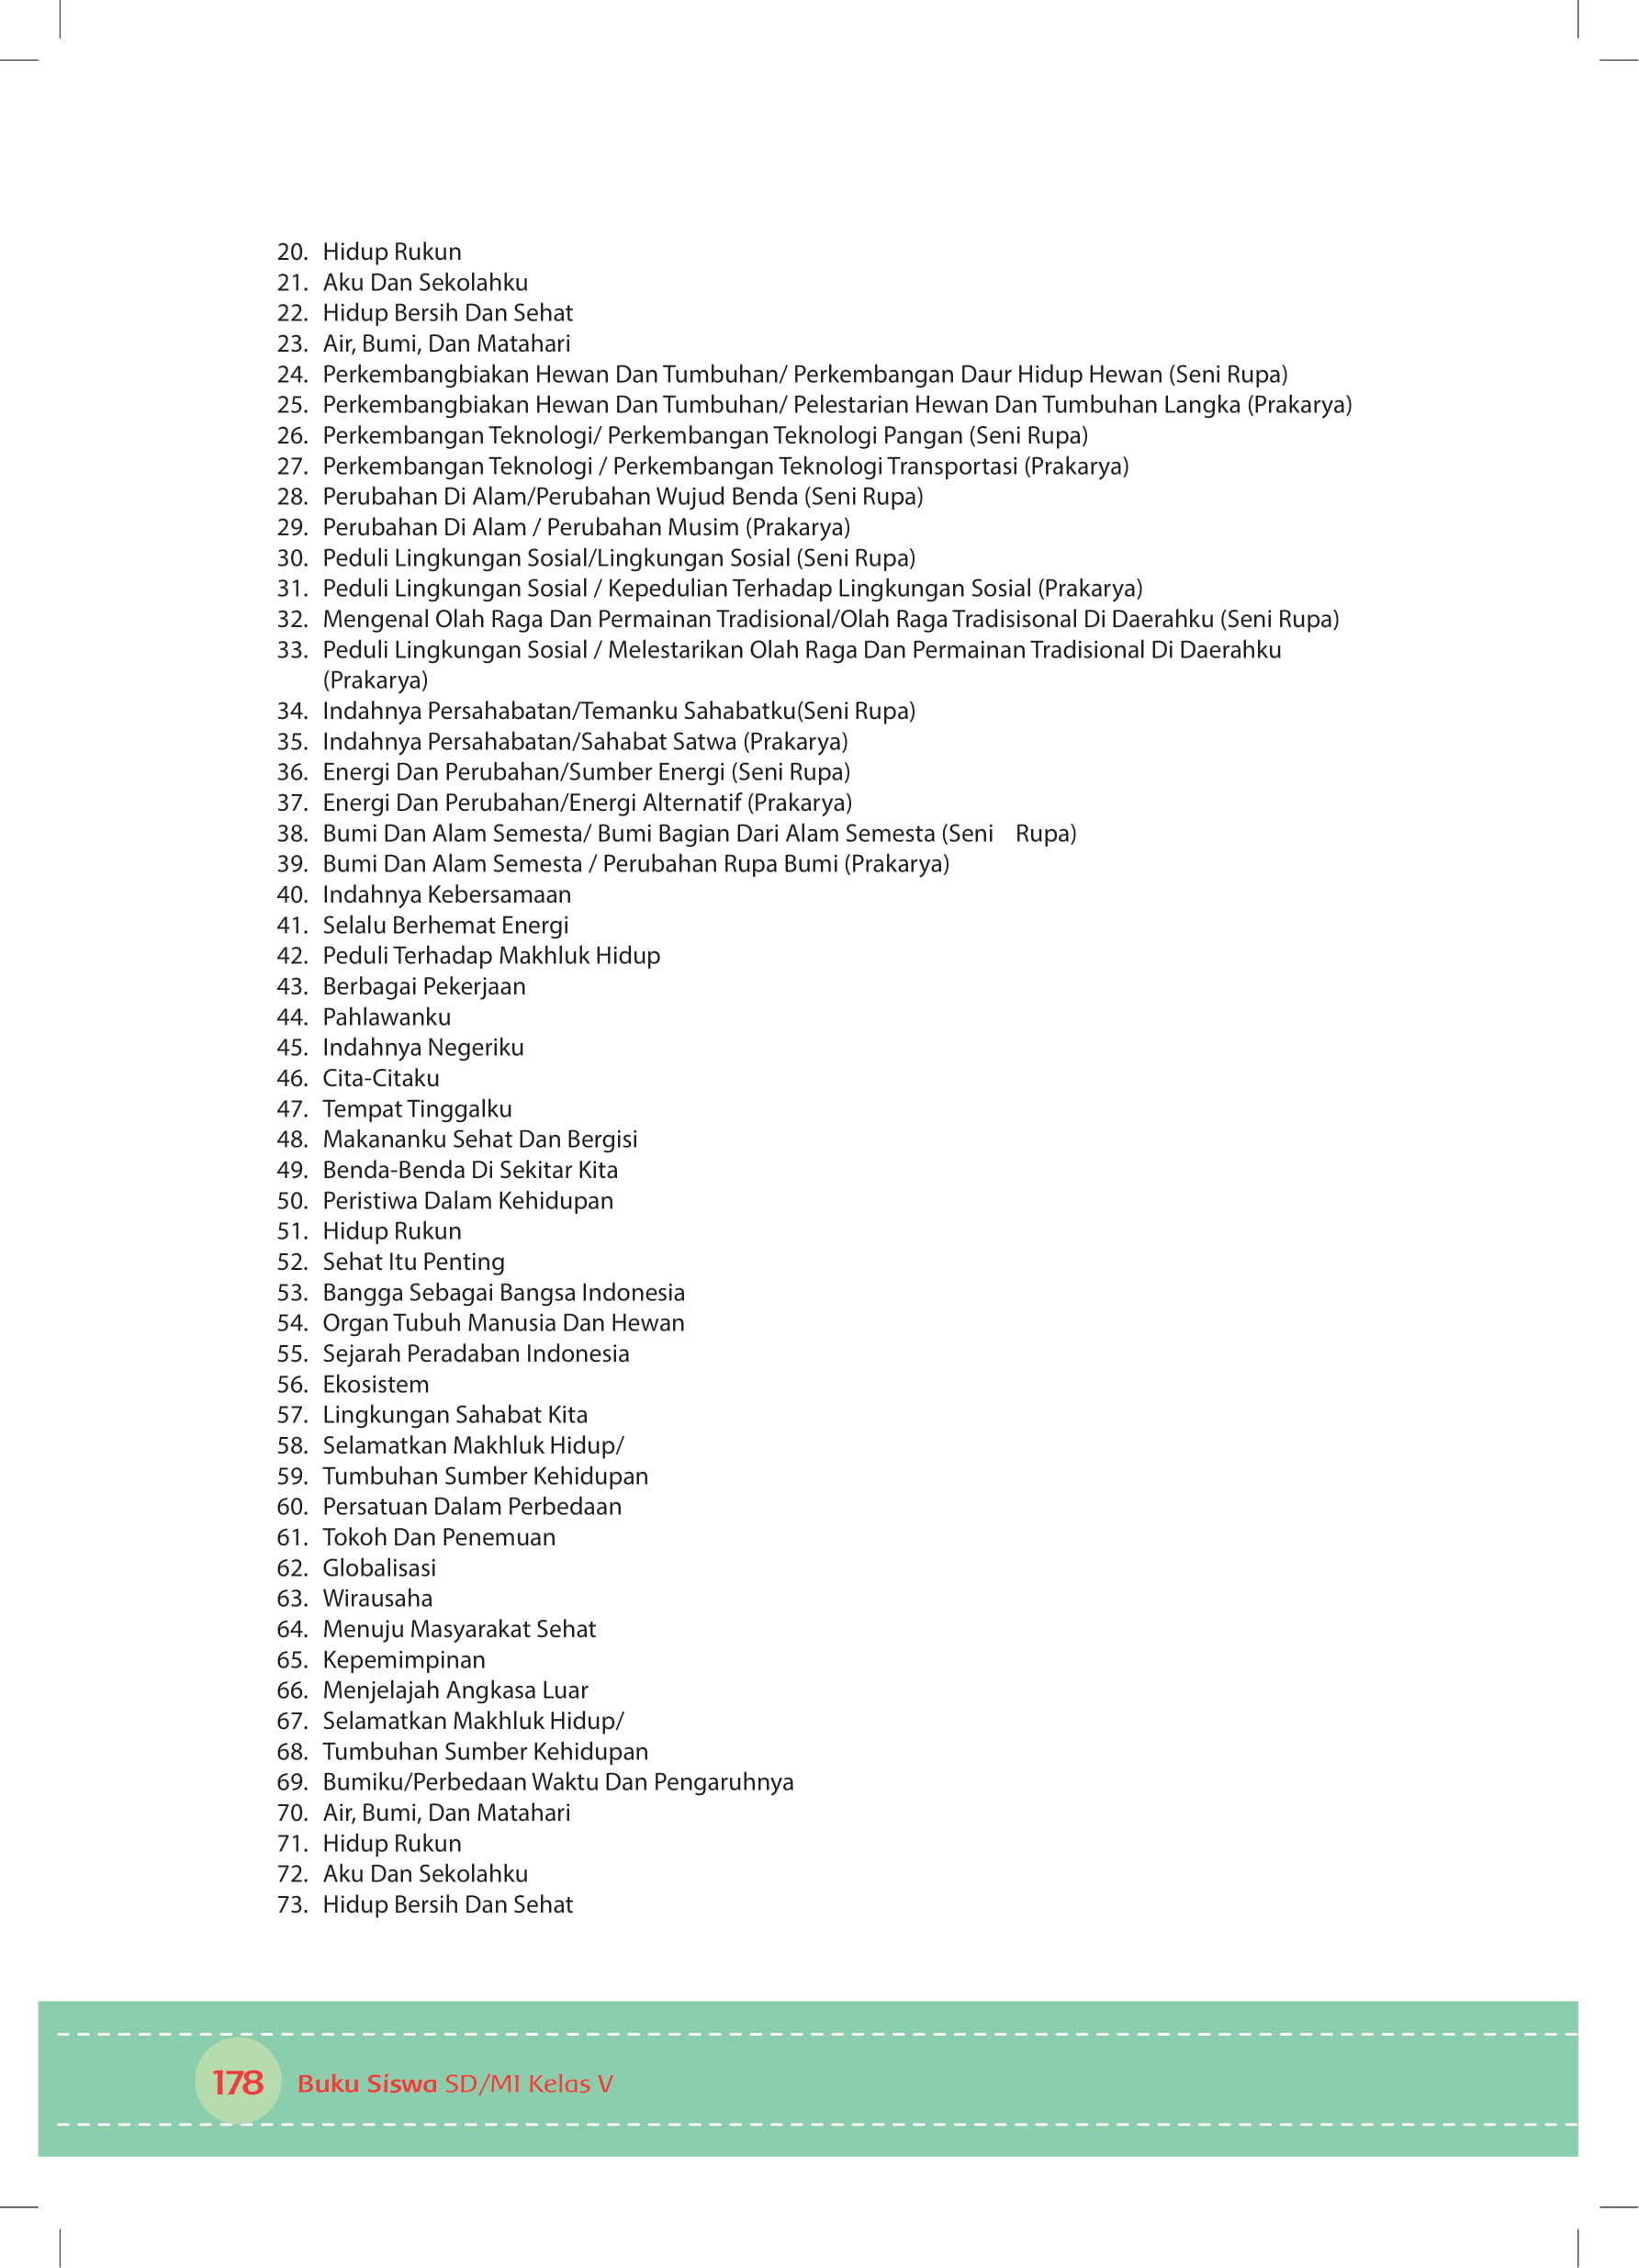 20. Hidup Rukun
21. Aku Dan Sekolahku
22. Hidup Bersih Dan Sehat
23. Air, Bumi, Dan Matahari
24. Perkembangbiakan Hewan Dan Tumbuhan/ Perkembangan Daur Hidup Hewan (Seni Rupa)
25. Perkembangbiakan Hewan Dan Tumbuhan/ Pelestarian Hewan Dan Tumbuhan Langka (Prakarya)
26. Perkembangan Teknologi/ Perkembangan Teknologi Pangan (Seni Rupa)
27. Perkembangan Teknologi / Perkembangan Teknologi Transportasi (Prakarya)
28. Perubahan Di Alam/Perubahan Wujud Benda (Seni Rupa)
29. Perubahan Di Alam / Perubahan Musim (Prakarya)
30. Peduli Lingkungan Sosial/Lingkungan Sosial (Seni Rupa)
31. Peduli Lingkungan Sosial / Kepedulian Terhadap Lingkungan Sosial (Prakarya)
32. Mengenal Olah Raga Dan Permainan Tradisional/Olah Raga Tradisisonal Di Daerahku (Seni Rupa)
33. Peduli Lingkungan Sosial / Melestarikan Olah Raga Dan Permainan Tradisional Di Daerahku
(Prakarya)
34. Indahnya Persahabatan/Temanku Sahabatku(Seni Rupa)
35. Indahnya Persahabatan/Sahabat Satwa (Prakarya)
36. Energi Dan Perubahan/Sumber Energi (Seni Rupa)
37. Energi Dan Perubahan/Energi Alternatif (Prakarya)
38. Bumi Dan Alam Semesta/ Bumi Bagian Dari Alam Semesta (Seni Rupa)
39. Bumi Dan Alam Semesta / Perubahan Rupa Bumi (Prakarya)
40. Indahnya Kebersamaan
41. Selalu Berhemat Energi
42. Peduli Terhadap Makhluk Hidup
43. Berbagai Pekerjaan
44. Pahlawanku
45. Indahnya Negeriku
46. Cita-Citaku
47. Tempat Tinggalku
48. Makananku Sehat Dan Bergisi
49. Benda-Benda Di Sekitar Kita
50. Peristiwa Dalam Kehidupan
51. Hidup Rukun
52. Sehat Itu Penting
53. Bangga Sebagai Bangsa Indonesia
54. Organ Tubuh Manusia Dan Hewan
55. Sejarah Peradaban Indonesia
56. Ekosistem
57. Lingkungan Sahabat Kita
58. Selamatkan Makhluk Hidup/
59. Tumbuhan Sumber Kehidupan
60. Persatuan Dalam Perbedaan
61. Tokoh Dan Penemuan
62. Globalisasi
63. Wirausaha
64. Menuju Masyarakat Sehat
65. Kepemimpinan
66. Menjelajah Angkasa Luar
67. Selamatkan Makhluk Hidup/
68. Tumbuhan Sumber Kehidupan
69. Bumiku/Perbedaan Waktu Dan Pengaruhnya
70. Air, Bumi, Dan Matahari
71. Hidup Rukun
72. Aku Dan Sekolahku
73. Hidup Bersih Dan Sehat
178 Buku Siswa SD/MI Kelas V